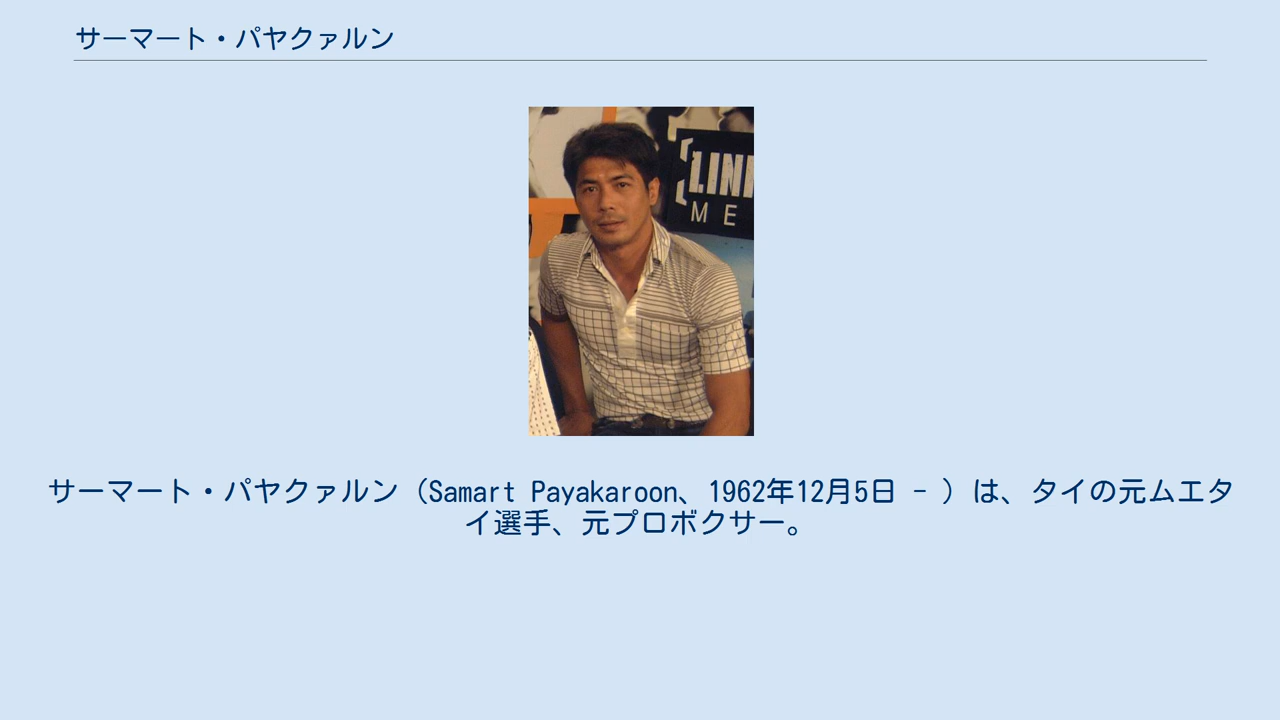 サーマート・パヤクァルン
LIN
ME
サーマート・パヤクァルン（Samart Payakaroon、1962年12月5日 - ）は、タイの元ムエタ
イ選手、元プロボクサー。